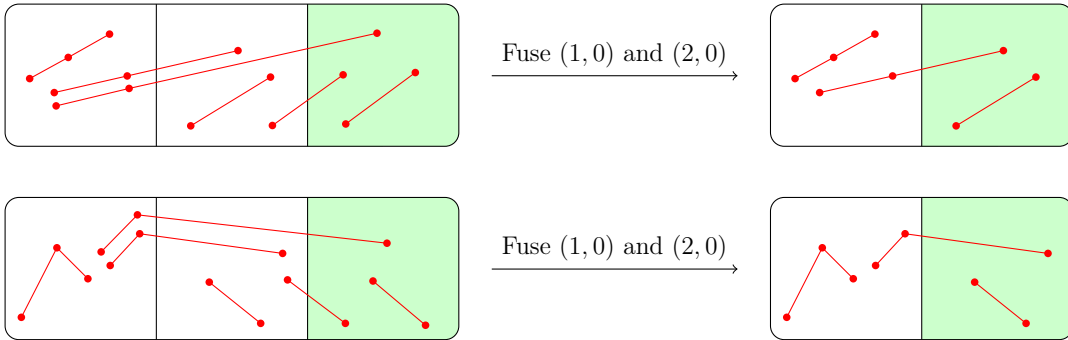 Fuse (1, 0) and (2, 0)
Fuse (1, 0) and (2, 0)